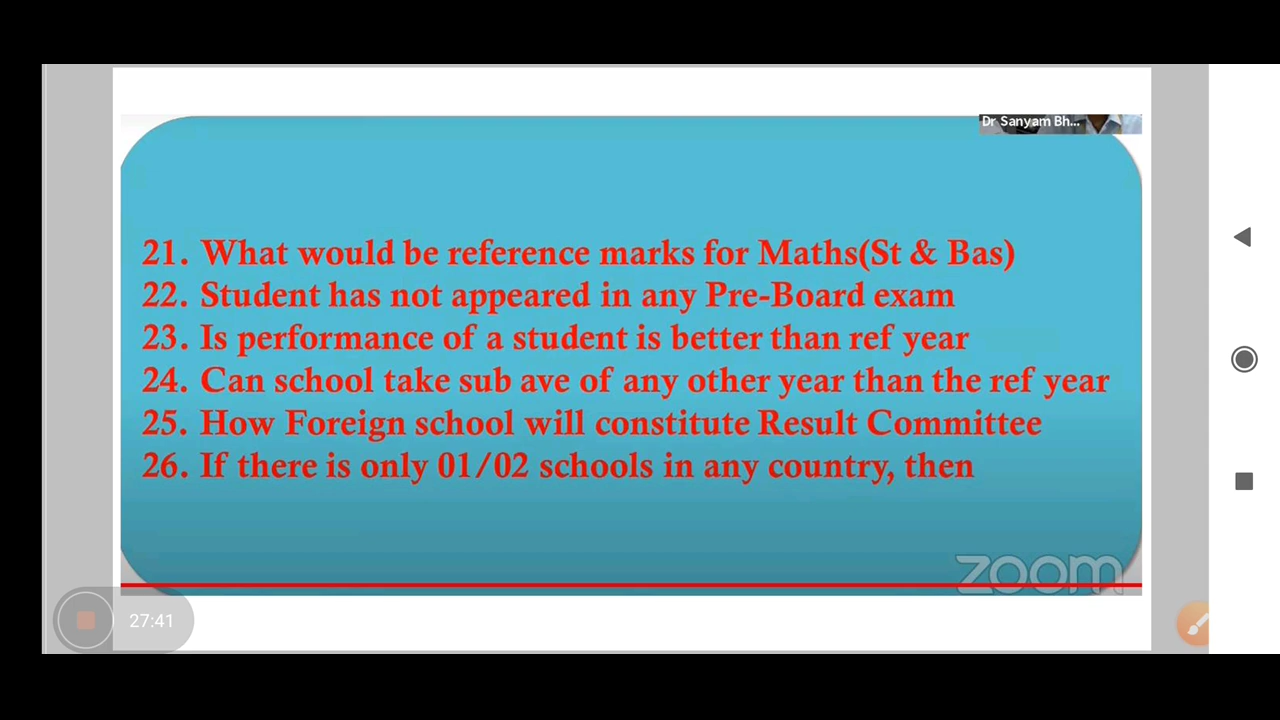 Dr Sanyam Bh...
21. What would be reference marks for Maths(St & Bas)
22. Student has not appeared in any Pre-Board exam
23. Is performance of a student is better than ref year
24. Can school take sub ave of any other year than the ref year
25. How Foreign school will constitute Result Committee
26. If there is only 01/02 schools in any country, then
zoom
27:41